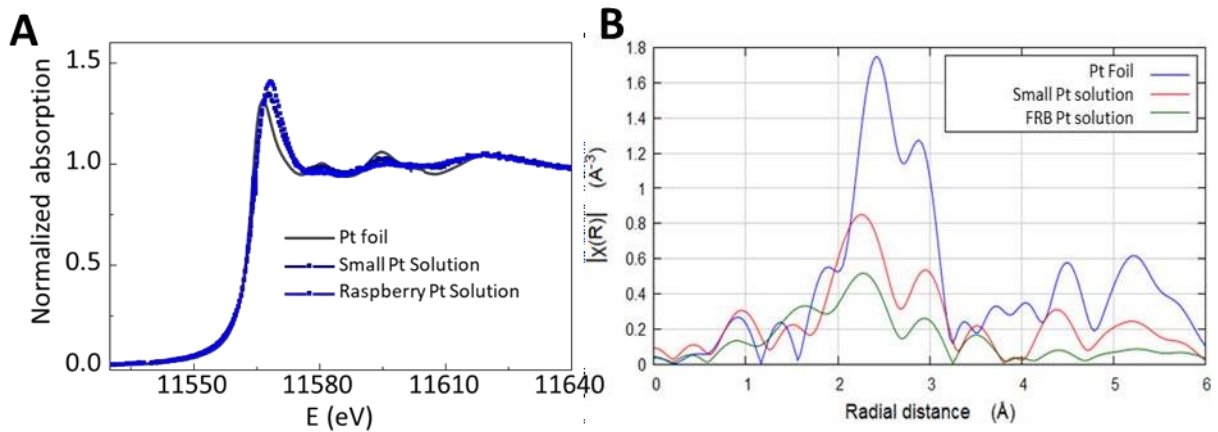 A
Normalized absorption
1.5
1.0
0.5
0.0
Pt foil
Small Pt Solution
Raspberry Pt Solution
11550 11580 11610 11640
E (eV)
B
|χ(R)| (Å⁻³)
1.8
1.6
1.4
1.2
1
0.8
0.6
0.4
0.2
0
Pt Foil
Small Pt solution
FRB Pt solution
0 1 2 3 4 5 6
Radial distance (Å)